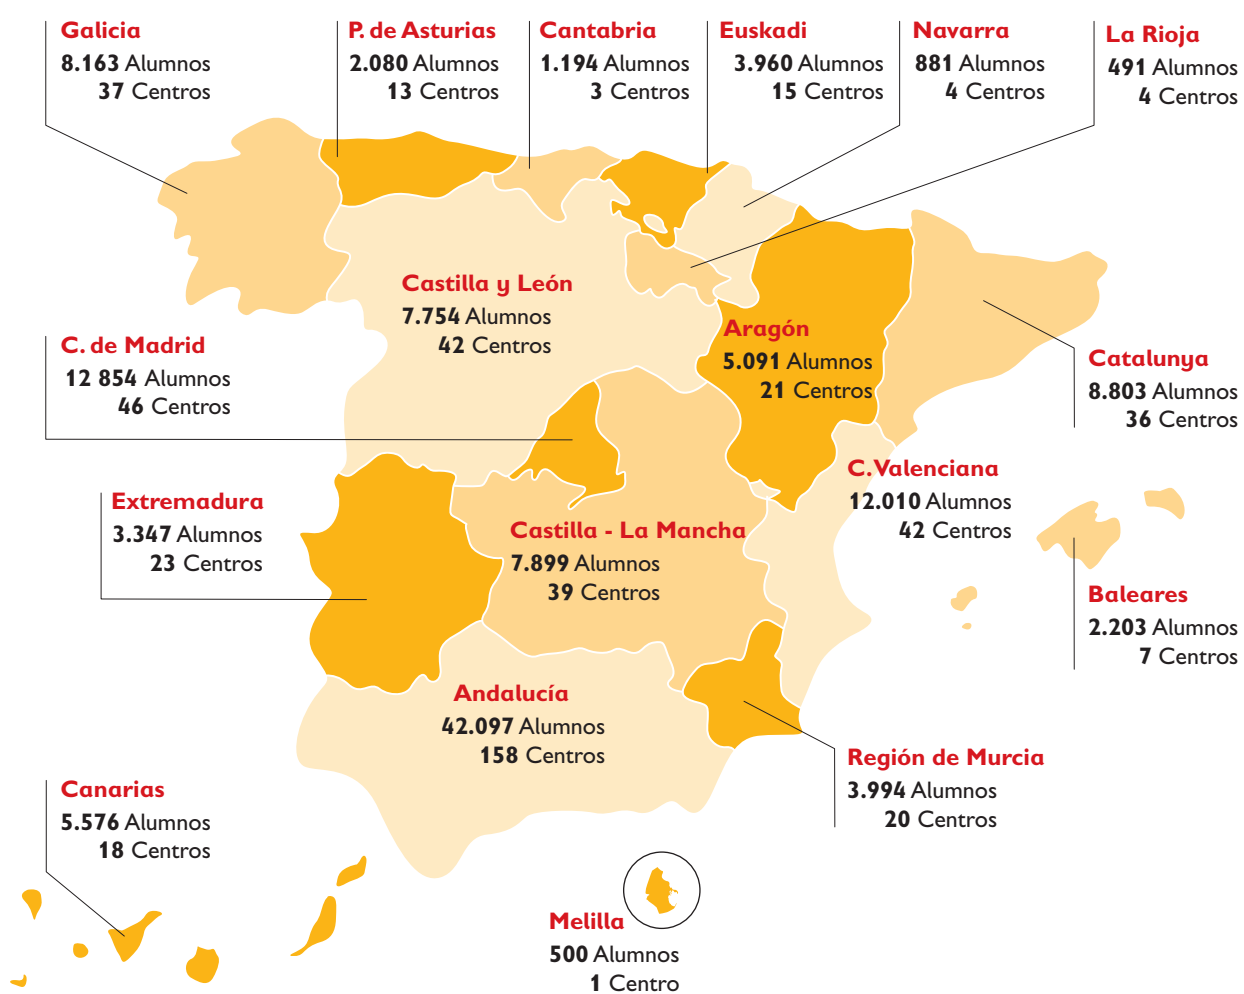 Galicia
8.163 Alumnos
37 Centros
P. de Asturias
2.080 Alumnos
13 Centros
Cantabria
1.194 Alumnos
3 Centros
Euskadi
3.960 Alumnos
15 Centros
Navarra
881 Alumnos
4 Centros
La Rioja
491 Alumnos
4 Centros
Castilla y León
7.754 Alumnos
42 Centros
Aragón
5.091 Alumnos
21 Centros
C. de Madrid
12 854 Alumnos
46 Centros
Catalunya
8.803 Alumnos
36 Centros
Extremadura
3.347 Alumnos
23 Centros
Castilla - La Mancha
7.899 Alumnos
39 Centros
C. Valenciana
12.010 Alumnos
42 Centros
Baleares
2.203 Alumnos
7 Centros
Andalucía
42.097 Alumnos
158 Centros
Región de Murcia
3.994 Alumnos
20 Centros
Canarias
5.576 Alumnos
18 Centros
Melilla
500 Alumnos
1 Centro